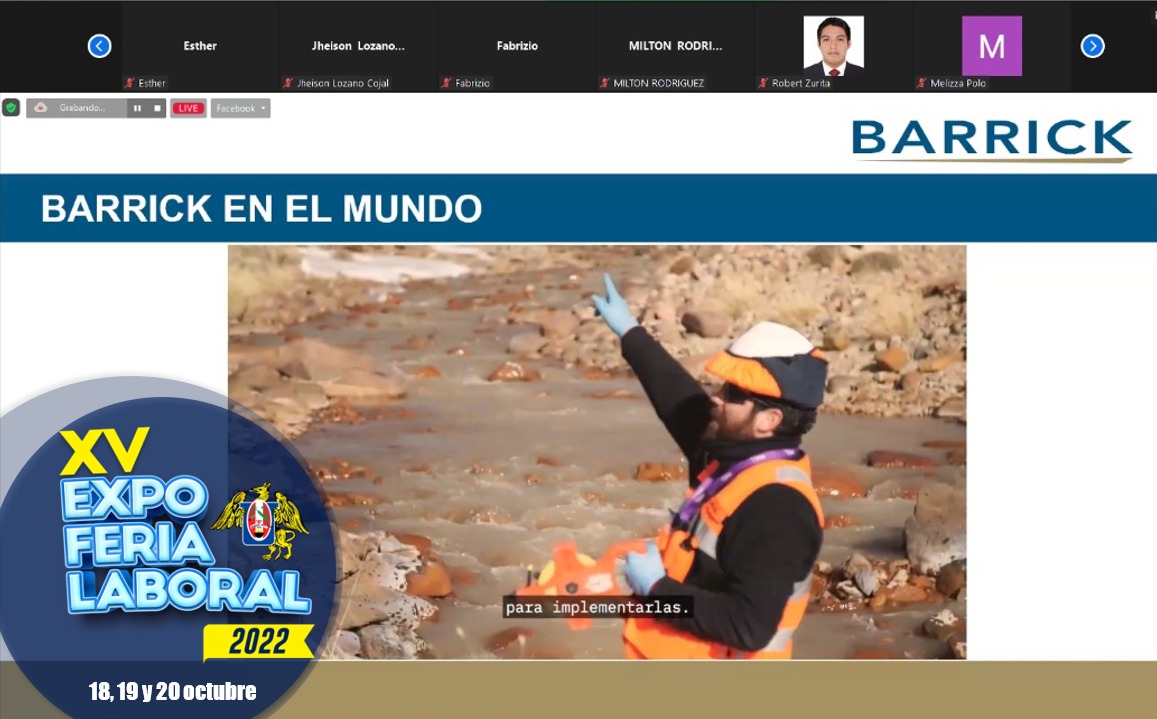 Esther
Jheison Lozano...
Fabrizio
MILTON RODRI...
M
Esther
Jheison Lozano Cojal
Fabrizio
MILTON RODRIGUEZ
Robert Zurita
Melizza Polo
Grabando...
LIVE
Facebook
BARRICK
BARRICK EN EL MUNDO
para implementarlas.
XV
EXPO
FERIA
LABORAL
2022
18, 19 y 20 octubre